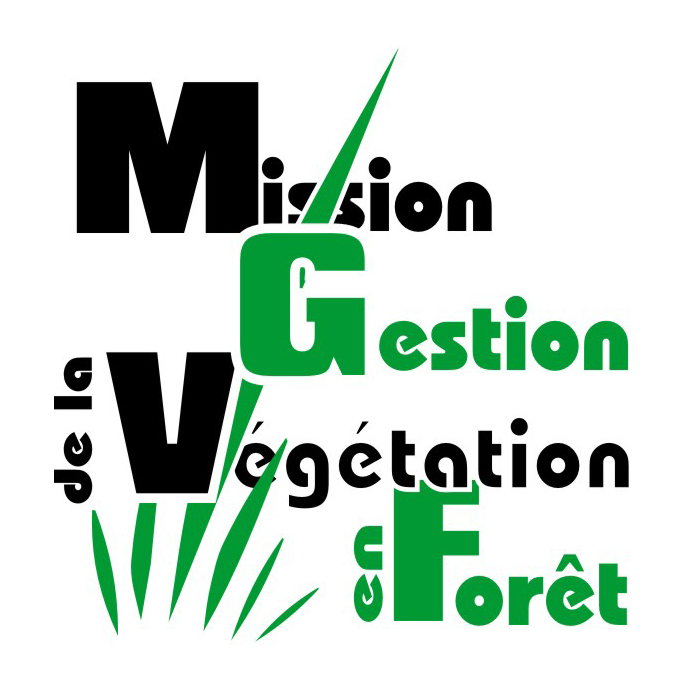 Mission
Gestion
de la
Végétation
en
Forêt